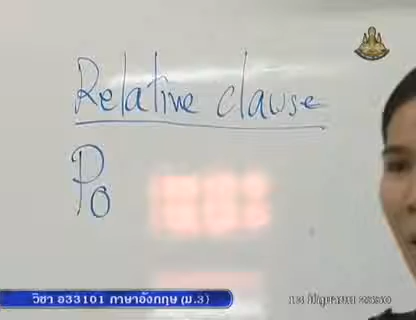 Relative clause
Po
วิชา อ33101 ภาษาอังกฤษ (ม.3)